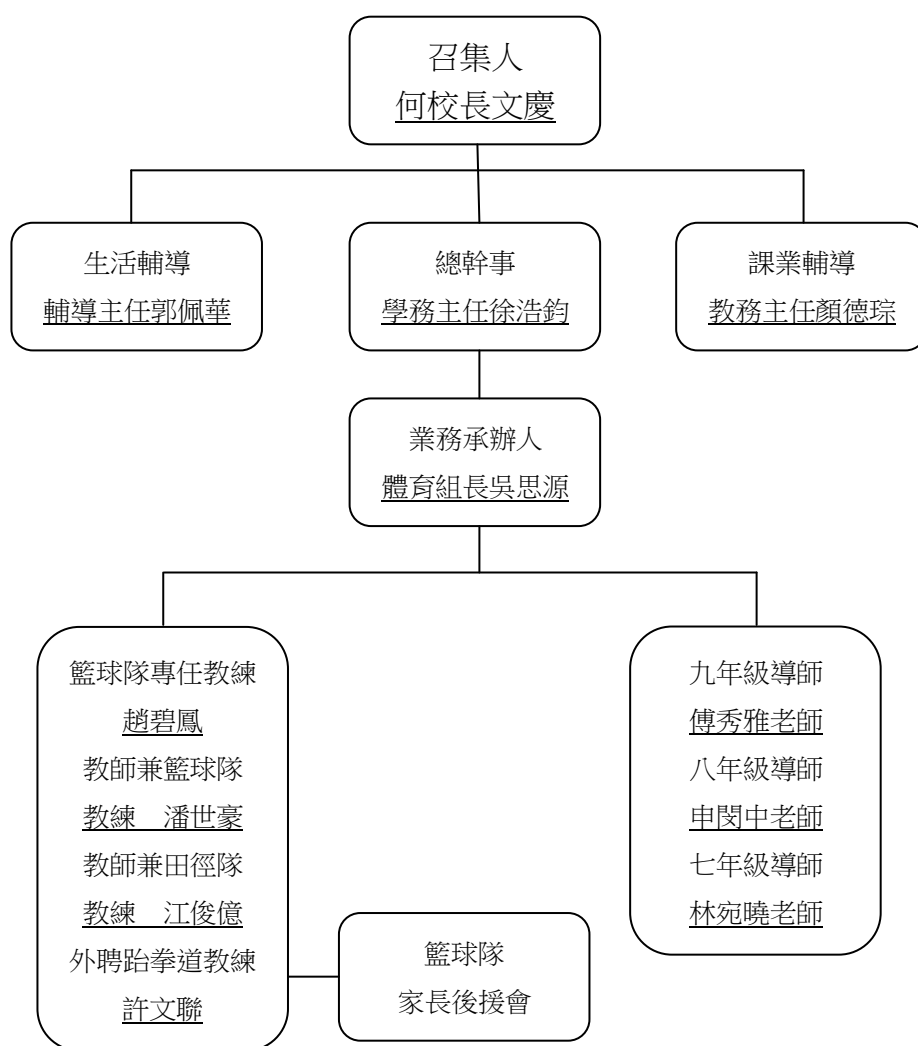 召集人
何校長文慶
生活輔導
輔導主任郭佩華
總幹事
學務主任徐浩鈞
課業輔導
教務主任顏德琮
業務承辦人
體育組長吳思源
籃球隊專任教練
趙碧鳳
教師兼籃球隊
教練　潘世豪
教師兼田徑隊
教練　江俊億
外聘跆拳道教練
許文聯
籃球隊
家長後援會
九年級導師
傅秀雅老師
八年級導師
申閔中老師
七年級導師
林宛曉老師